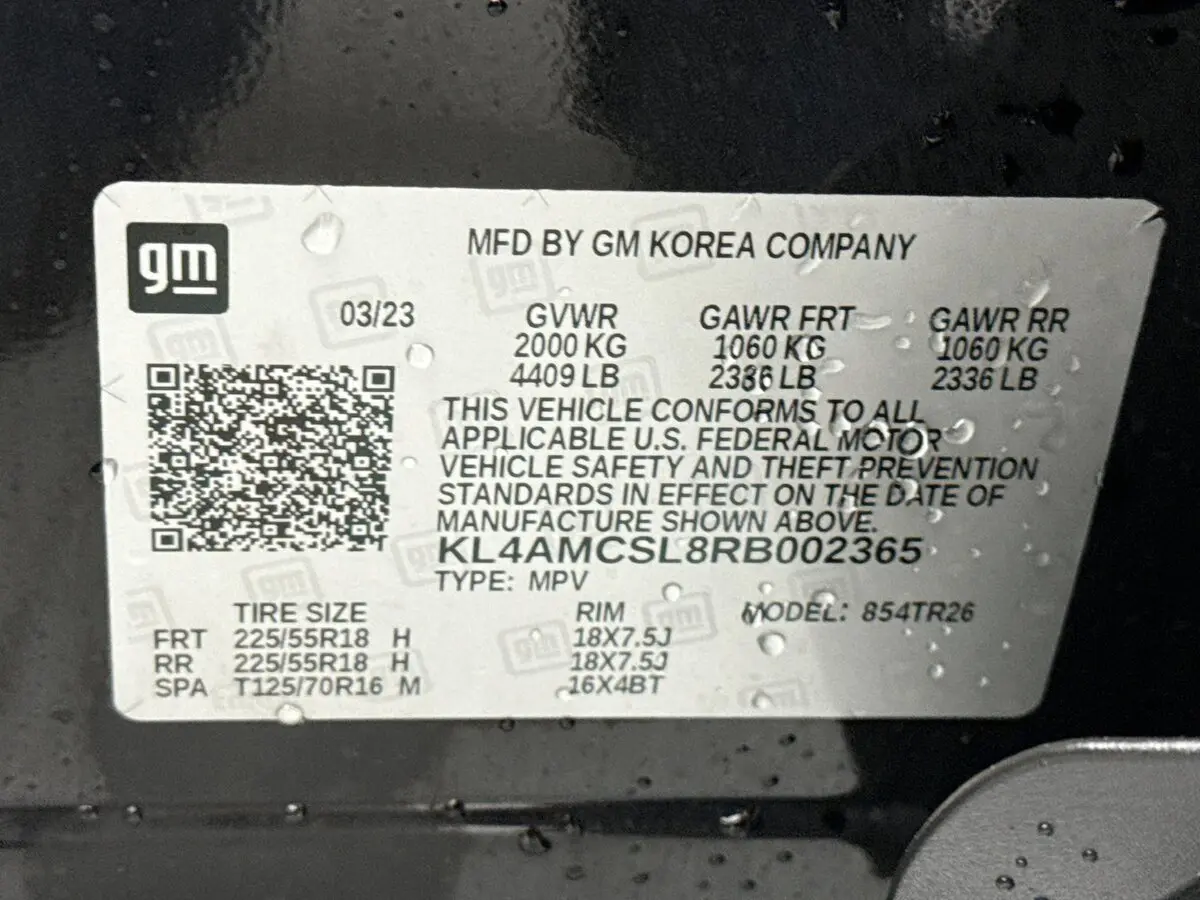 gm
MFD BY GM KOREA COMPANY
03/23 GVWR GAWR FRT GAWR RR
2000 KG 1060 KG 1060 KG
4409 LB 2336 LB 2336 LB
THIS VEHICLE CONFORMS TO ALL
APPLICABLE U.S. FEDERAL MOTOR
VEHICLE SAFETY AND THEFT PREVENTION
STANDARDS IN EFFECT ON THE DATE OF
MANUFACTURE SHOWN ABOVE.
KL4AMCSL8RB002365
TYPE: MPV
TIRE SIZE RIM MODEL: 854TR26
FRT 225/55R18 H 18X7.5J
RR 225/55R18 H 18X7.5J
SPA T125/70R16 M 16X4BT